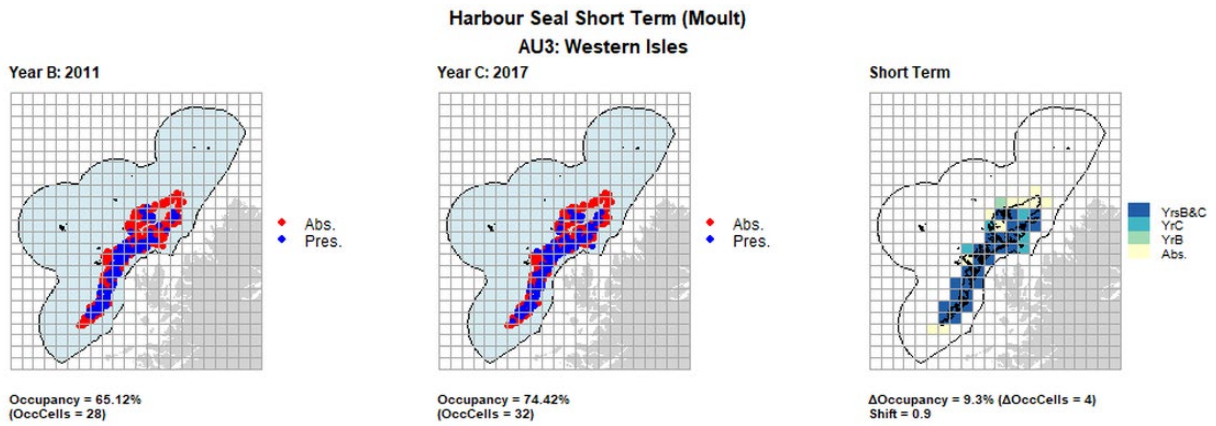 Harbour Seal Short Term (Moult)
AU3: Western Isles
Year B: 2011
Year C: 2017
Short Term
Abs.
Pres.
Abs.
Pres.
YrsB&C
YrC
YrB
Abs.
Occupancy = 65.12%
(OccCells = 28)
Occupancy = 74.42%
(OccCells = 32)
ΔOccupancy = 9.3% (ΔOccCells = 4)
Shift = 0.9